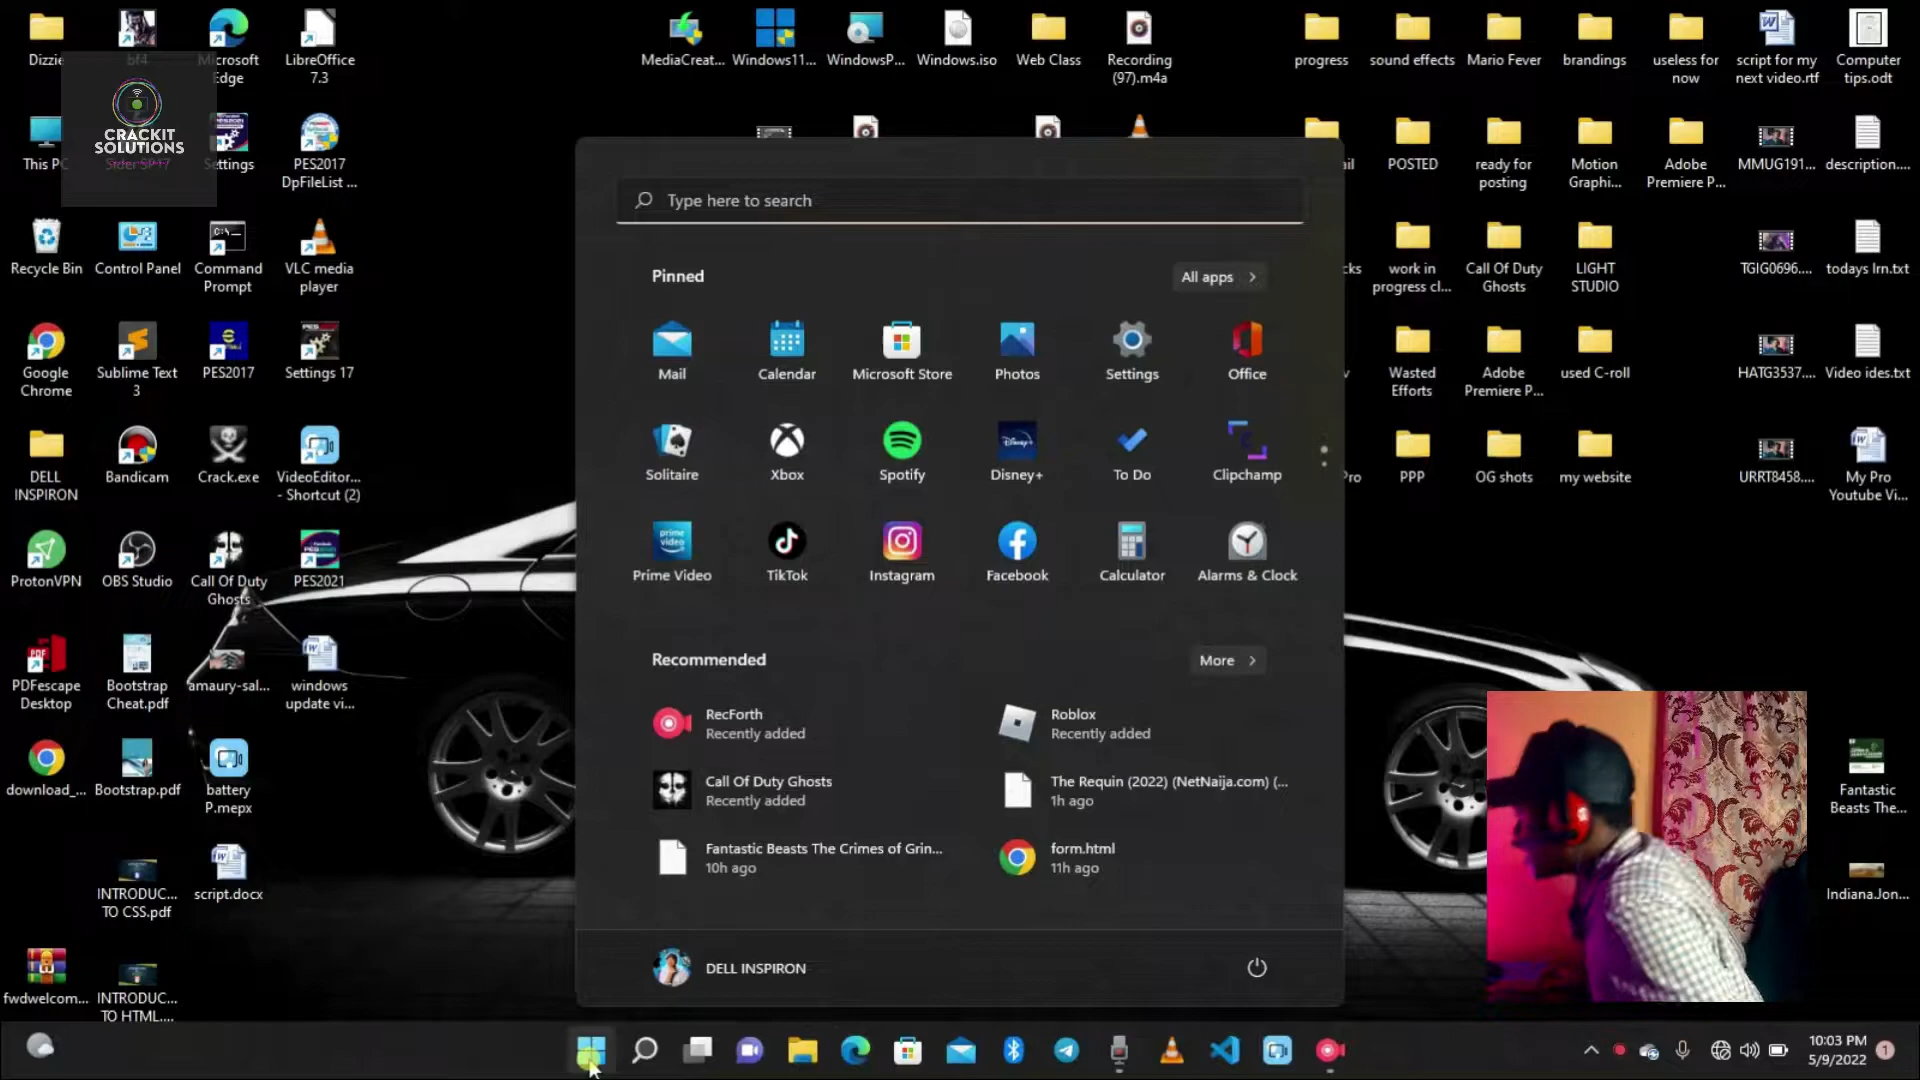 Dizzie
bf4
Microsoft
Edge
LibreOffice
7.3
MediaCreat...
Windows11...
WindowsP...
Windows.iso
Web Class
Recording
(97).m4a
progress
sound effects
Mario Fever
brandings
useless for
now
script for my
next video.rtf
Computer
tips.odt
CRACKIT
SOLUTIONS
This PC
Sider SP17
Settings
PES2017
DpFileList ...
POSTED
ready for
posting
Motion
Graphi...
Adobe
Premiere P...
MMUG191...
description....
Type here to search
Recycle Bin
Control Panel
Command
Prompt
VLC media
player
Pinned
All apps
work in
progress cl...
Call Of Duty
Ghosts
LIGHT
STUDIO
TGIG0696....
todays lrn.txt
Google
Chrome
Sublime Text
3
PES2017
Settings 17
Mail
Calendar
Microsoft Store
Photos
Settings
Office
Wasted
Efforts
Adobe
Premiere P...
used C-roll
HATG3537....
Video ides.txt
DELL
INSPIRON
Bandicam
Crack.exe
VideoEditor...
- Shortcut (2)
Solitaire
Xbox
Spotify
Disney+
To Do
Clipchamp
Pro
PPP
OG shots
my website
URRT8458....
My Pro
Youtube Vi...
ProtonVPN
OBS Studio
Call Of Duty
Ghosts
PES2021
prime
video
Prime Video
TikTok
Instagram
Facebook
Calculator
Alarms & Clock
PDF
PDFescape
Desktop
Bootstrap
Cheat.pdf
amaury-sal...
windows
update vi...
Recommended
More
RecForth
Recently added
Roblox
Recently added
download_...
Bootstrap.pdf
battery
P.mepx
Call Of Duty Ghosts
Recently added
The Requin (2022) (NetNaija.com) (...
1h ago
Fantastic
Beasts The...
Fantastic Beasts The Crimes of Grin...
10h ago
form.html
11h ago
INTRODUC...
TO CSS.pdf
script.docx
Indiana.Jon...
DELL INSPIRON
fwdwelcom...
INTRODUC...
TO HTML....
10:03 PM
5/9/2022
1